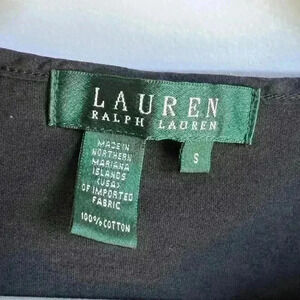 LAUREN
RALPH LAUREN
S
MADE IN
NORTHERN
MARIANA
ISLANDS
(USA)
OF IMPORTED
FABRIC
100% COTTON